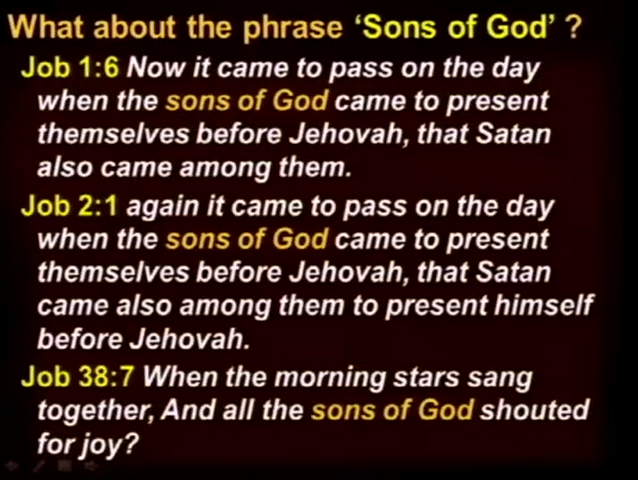 What about the phrase ‘Sons of God’ ?
Job 1:6 Now it came to pass on the day
when the sons of God came to present
themselves before Jehovah, that Satan
also came among them.
Job 2:1 again it came to pass on the day
when the sons of God came to present
themselves before Jehovah, that Satan
came also among them to present himself
before Jehovah.
Job 38:7 When the morning stars sang
together, And all the sons of God shouted
for joy?